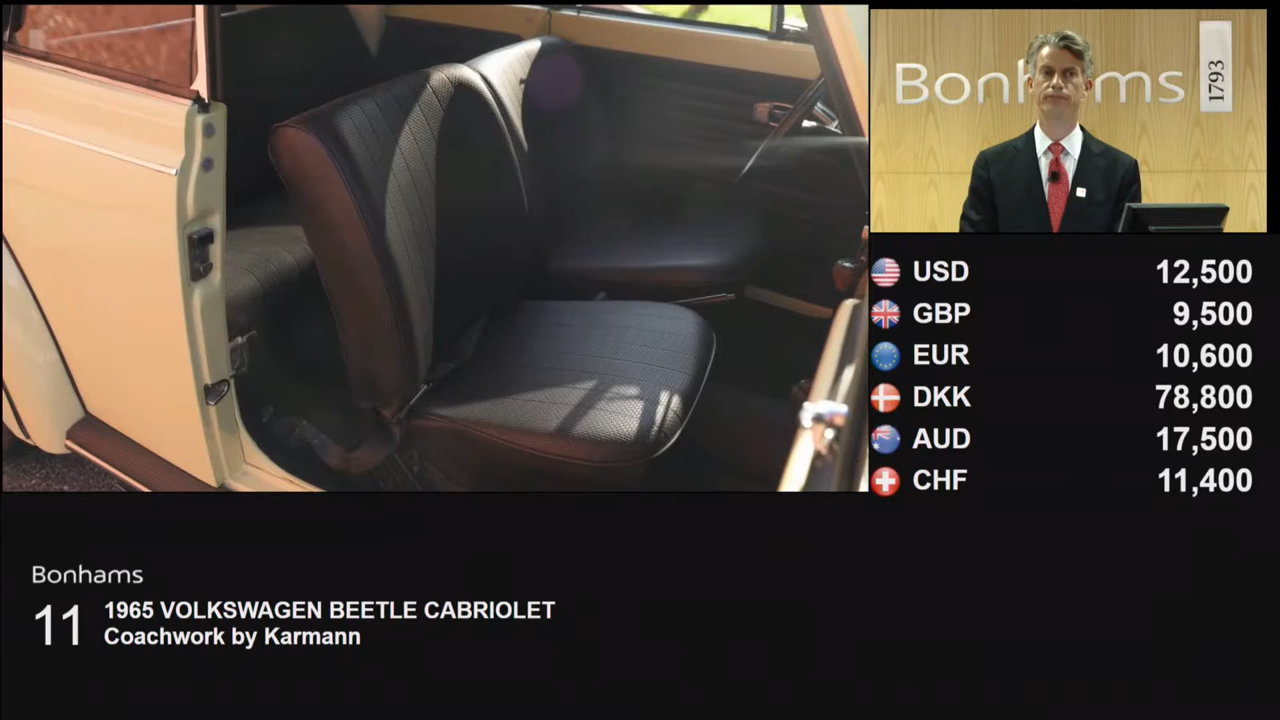 Bonhams
1793
USD 12,500
GBP 9,500
EUR 10,600
DKK 78,800
AUD 17,500
CHF 11,400
Bonhams
11
1965 VOLKSWAGEN BEETLE CABRIOLET
Coachwork by Karmann